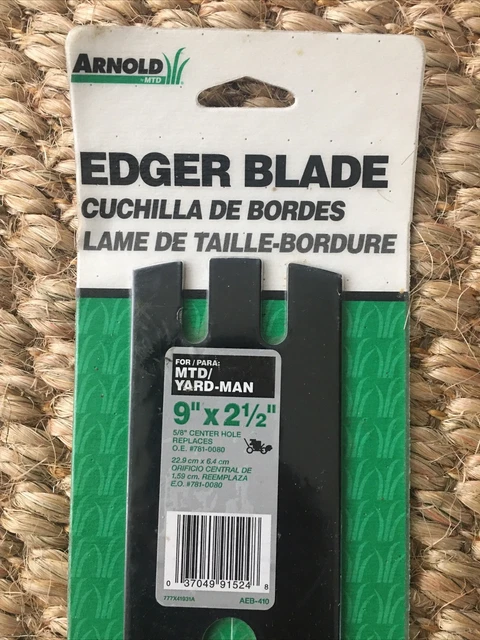 ARNOLD
BY MTD
EDGER BLADE
CUCHILLA DE BORDES
LAME DE TAILLE-BORDURE
FOR / PARA:
MTD/
YARD-MAN
9" x 2½"
5/8" CENTER HOLE
REPLACES
O.E. #781-0080
22.9 cm x 6.4 cm
ORIFICIO CENTRAL DE
1.59 cm. REEMPLAZA
E.O. #781-0080
0 37049 91524 8
777X41931A AEB-410